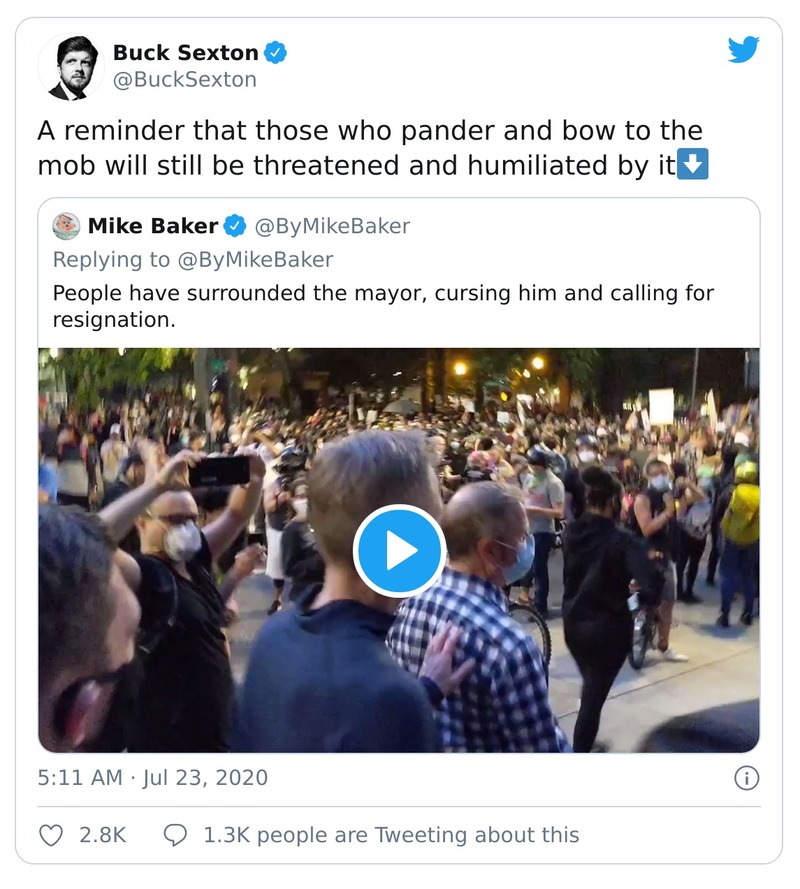 Buck Sexton
@BuckSexton
A reminder that those who pander and bow to the
mob will still be threatened and humiliated by it⬇️
Mike Baker @ByMikeBaker
Replying to @ByMikeBaker
People have surrounded the mayor, cursing him and calling for
resignation.
5:11 AM · Jul 23, 2020
2.8K 1.3K people are Tweeting about this